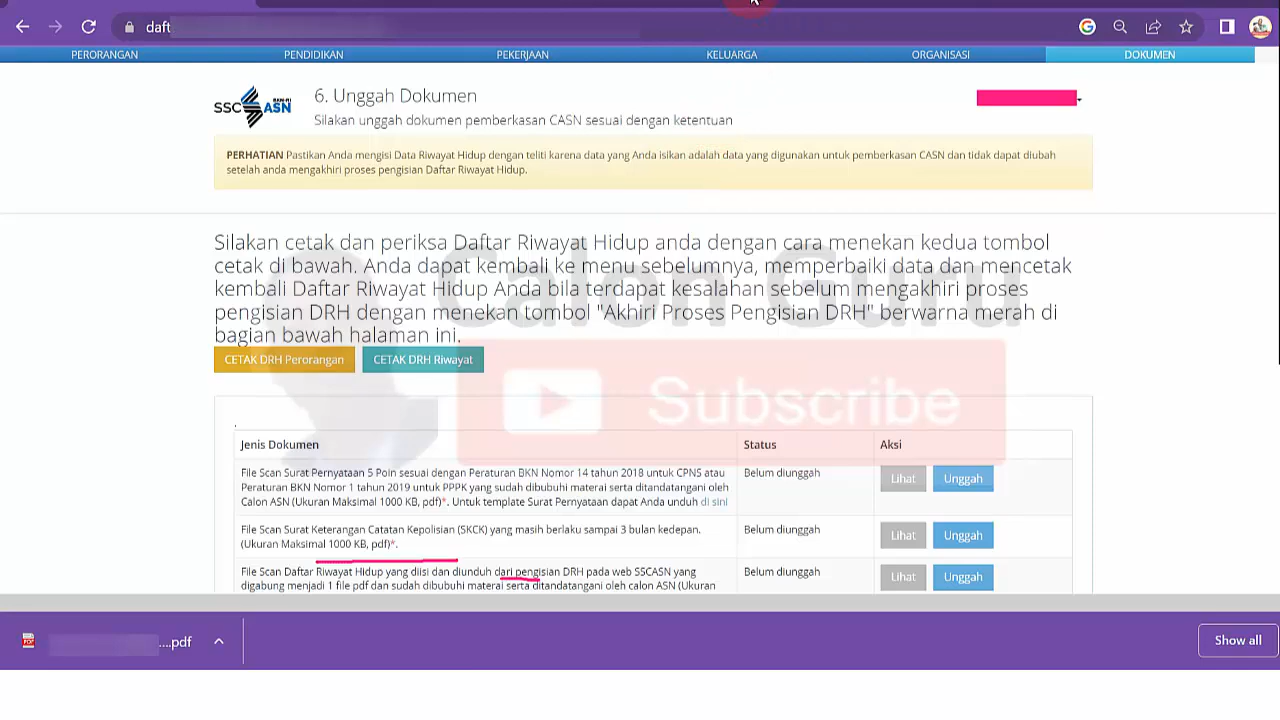 daft
PERORANGAN PENDIDIKAN PEKERJAAN KELUARGA ORGANISASI DOKUMEN
SSC ASN BKN-RI
6. Unggah Dokumen
Silakan unggah dokumen pemberkasan CASN sesuai dengan ketentuan
PERHATIAN Pastikan Anda mengisi Data Riwayat Hidup dengan teliti karena data yang Anda isikan adalah data yang digunakan untuk pemberkasan CASN dan tidak dapat diubah
setelah anda mengakhiri proses pengisian Daftar Riwayat Hidup.
Silakan cetak dan periksa Daftar Riwayat Hidup anda dengan cara menekan kedua tombol
cetak di bawah. Anda dapat kembali ke menu sebelumnya, memperbaiki data dan mencetak
kembali Daftar Riwayat Hidup Anda bila terdapat kesalahan sebelum mengakhiri proses
pengisian DRH dengan menekan tombol "Akhiri Proses Pengisian DRH" berwarna merah di
bagian bawah halaman ini.
Calon Guru
CETAK DRH Perorangan CETAK DRH Riwayat
Subscribe
.
Jenis Dokumen Status Aksi
File Scan Surat Pernyataan 5 Poin sesuai dengan Peraturan BKN Nomor 14 tahun 2018 untuk CPNS atau
Peraturan BKN Nomor 1 tahun 2019 untuk PPPK yang sudah dibubuhi materai serta ditandatangani oleh
Calon ASN (Ukuran Maksimal 1000 KB, pdf)*. Untuk template Surat Pernyataan dapat Anda unduh di sini
Belum diunggah Lihat Unggah
File Scan Surat Keterangan Catatan Kepolisian (SKCK) yang masih berlaku sampai 3 bulan kedepan.
(Ukuran Maksimal 1000 KB, pdf)*.
Belum diunggah Lihat Unggah
File Scan Daftar Riwayat Hidup yang diisi dan diunduh dari pengisian DRH pada web SSCASN yang
digabung menjadi 1 file pdf dan sudah dibubuhi materai serta ditandatangani oleh calon ASN (Ukuran
Belum diunggah Lihat Unggah
....pdf
Show all